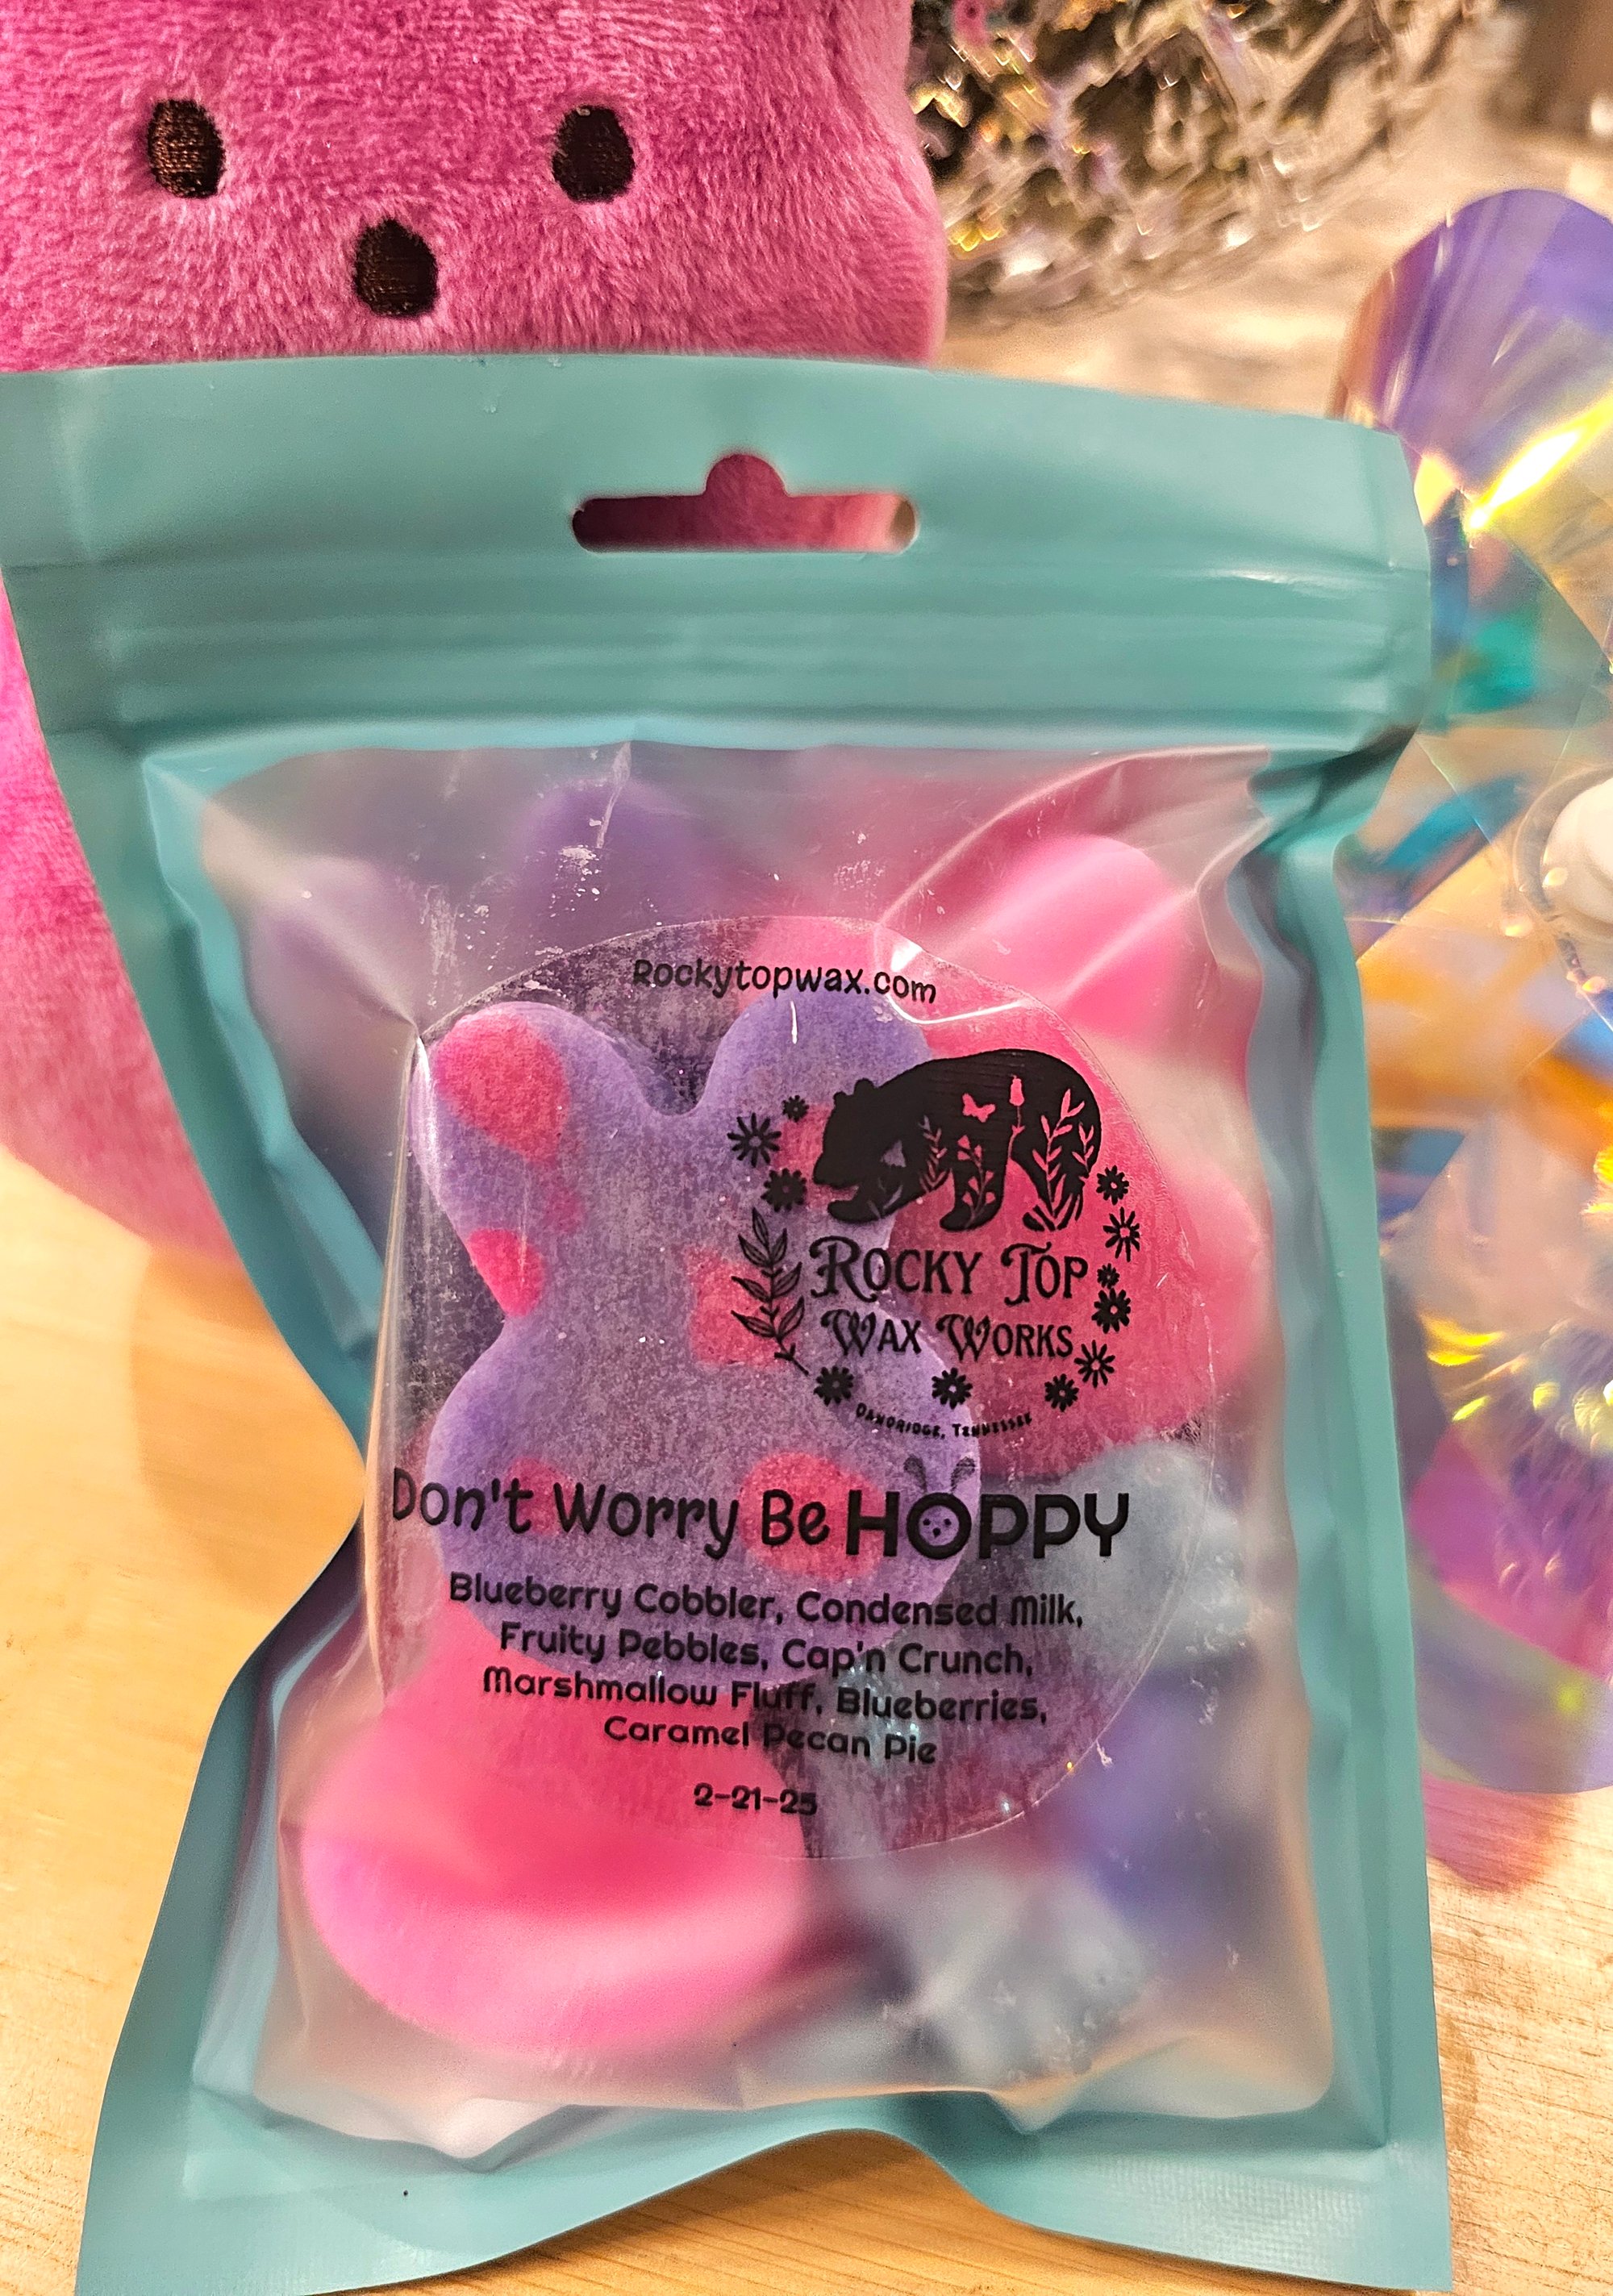 Rockytopwax.com
Rocky Top
Wax Works
Dandridge, Tennessee
Don't Worry Be HOPPY
Blueberry Cobbler, Condensed Milk,
Fruity Pebbles, Cap'n Crunch,
Marshmallow Fluff, Blueberries,
Caramel Pecan Pie
2-21-25